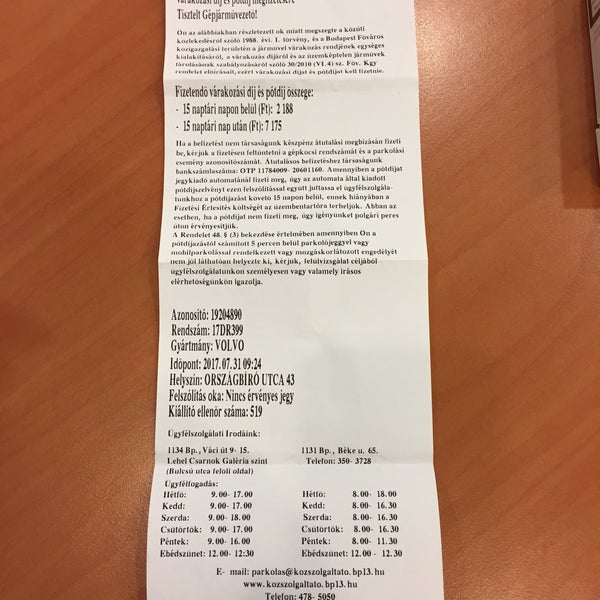 várakozási díj és pótdíj megfizetésére
Tisztelt Gépjárművezető!
Ön az alábbiakban részletezett ok miatt megszegte a közúti
közlekedésről szóló 1988. évi I. törvény, és a Budapest Főváros
közigazgatási területén a járművel várakozás rendjének egységes
kialakításáról, a várakozás díjáról és az üzemképtelen járművek
tárolásának szabályozásáról szóló 30/2010 (VI. 4) sz. Föv. Kgy
rendelet előírásait, ezért várakozási díjat és pótdíjat kell fizetnie.
Fizetendő várakozási díj és pótdíj összege:
- 15 naptári napon belül (Ft): 2 188
- 15 naptári nap után (Ft): 7 175
Ha a befizetést nem társaságunk készpénz átutalási megbízásán fizeti
be, kérjük a fizetésen feltüntetni a gépkocsi rendszámát és a parkolási
esemény azonosítószámát. Átutalásos befizetéshez társaságunk
bankszámlaszáma: OTP 11784009- 20601160. Amennyiben a pótdíjat
jegykiadó automatánál fizeti meg, úgy az automata által kiadott
pótdíjszelvényt ezen felszólítással együtt juttassa el ügyfélszolgála-
tunkhoz a pótdíjazást követő 15 napon belül, ennek hiányában a
Fizetési Értesítés költségét az üzembentartóra terheljük. Abban az
esetben, ha a pótdíjat nem fizeti meg, úgy igényünket polgári peres
úton érvényesítjük.
A Rendelet 48. § (3) bekezdése értelmében amennyiben Ön a
pótdíjazástól számított 5 percen belül parkolójeggyel vagy
mobilparkolással rendelkezett vagy mozgáskorlátozott engedélyét
nem jól láthatóan helyezte ki, kérjük, felülvizsgálat céljából
ügyfélszolgálatunkon személyesen vagy valamely írásos
elérhetőségünkön igazolja.
Azonosító: 19204890
Rendszám: 17DR399
Gyártmány: VOLVO
Időpont: 2017.07.31 09:24
Helyszín: ORSZÁGBÍRÓ UTCA 43
Felszólítás oka: Nincs érvényes jegy
Kiállító ellenőr száma: 519
Ügyfélszolgálati Irodáink:
1134 Bp., Váci út 9- 15. 1131 Bp., Béke u. 65.
Lehel Csarnok Galéria szint Telefon: 350- 3728
(Bulcsú utca felőli oldal)
Ügyfélfogadás:
Hétfő: 9.00- 17.00 Hétfő: 8.00- 18.00
Kedd: 9.00- 17.00 Kedd: 8.00- 16.30
Szerda: 9.00- 18.00 Szerda: 8.00- 16.30
Csütörtök: 9.00- 17.00 Csütörtök: 8.00- 16.30
Péntek: 9.00- 16.00 Péntek: 8.00- 11.30
Ebédszünet: 12.00- 12:30 Ebédszünet: 12.00 - 12.30
E- mail: parkolas@kozszolgaltato.bp13.hu
www.kozszolgaltato.bp13.hu
Telefon: 478- 5050